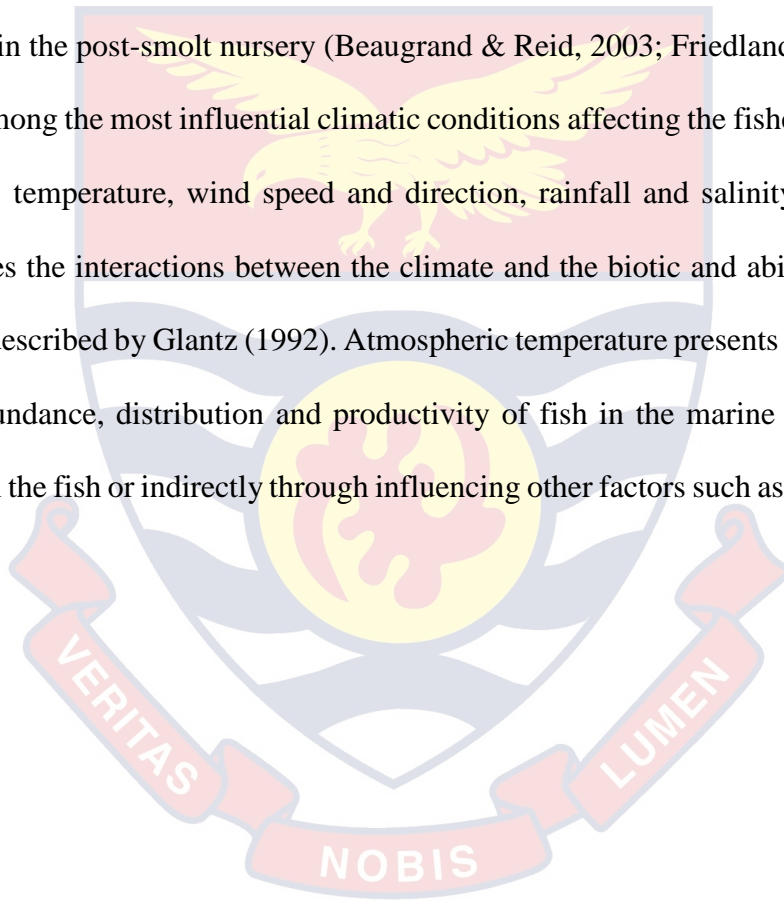 in the post-smolt nursery (Beaugrand & Reid, 2003; Friedland
mong the most influential climatic conditions affecting the fishe
temperature, wind speed and direction, rainfall and salinity
es the interactions between the climate and the biotic and abi
described by Glantz (1992). Atmospheric temperature presents
undance, distribution and productivity of fish in the marine
the fish or indirectly through influencing other factors such as
VERITAS
NOBIS
LUMEN